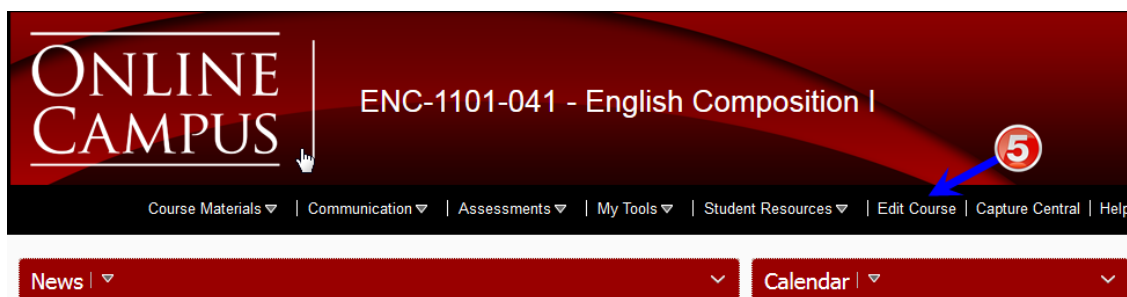 ONLINE
CAMPUS
ENC-1101-041 - English Composition I
5
Course Materials | Communication | Assessments | My Tools | Student Resources | Edit Course | Capture Central | Help
News |
Calendar |